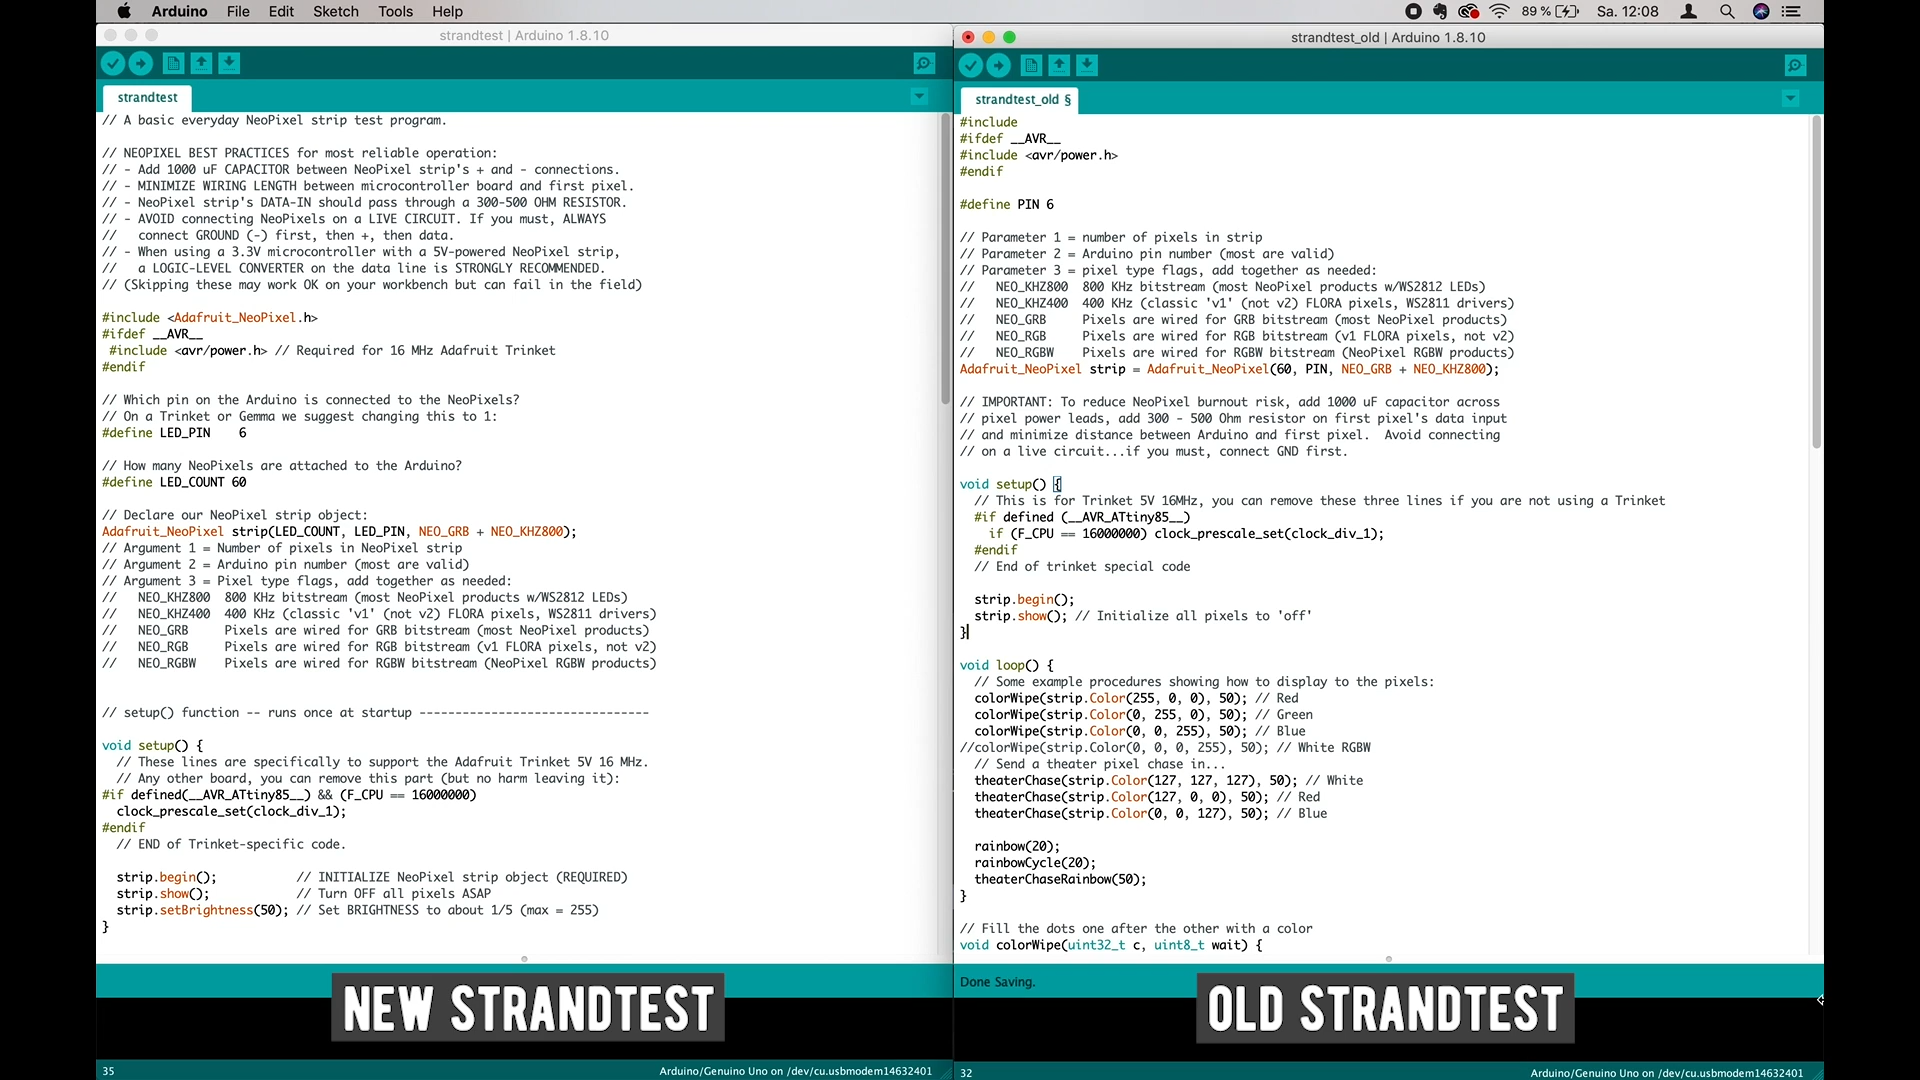 Arduino File Edit Sketch Tools Help
89 % Sa. 12:08
strandtest | Arduino 1.8.10
strandtest
// A basic everyday NeoPixel strip test program.
// NEOPIXEL BEST PRACTICES for most reliable operation:
// - Add 1000 uF CAPACITOR between NeoPixel strip's + and - connections.
// - MINIMIZE WIRING LENGTH between microcontroller board and first pixel.
// - NeoPixel strip's DATA-IN should pass through a 300-500 OHM RESISTOR.
// - AVOID connecting NeoPixels on a LIVE CIRCUIT. If you must, ALWAYS
//   connect GROUND (-) first, then +, then data.
// - When using a 3.3V microcontroller with a 5V-powered NeoPixel strip,
//   a LOGIC-LEVEL CONVERTER on the data line is STRONGLY RECOMMENDED.
// (Skipping these may work OK on your workbench but can fail in the field)
#include <Adafruit_NeoPixel.h>
#ifdef __AVR__
 #include <avr/power.h> // Required for 16 MHz Adafruit Trinket
#endif
// Which pin on the Arduino is connected to the NeoPixels?
// On a Trinket or Gemma we suggest changing this to 1:
#define LED_PIN    6
// How many NeoPixels are attached to the Arduino?
#define LED_COUNT 60
// Declare our NeoPixel strip object:
Adafruit_NeoPixel strip(LED_COUNT, LED_PIN, NEO_GRB + NEO_KHZ800);
// Argument 1 = Number of pixels in NeoPixel strip
// Argument 2 = Arduino pin number (most are valid)
// Argument 3 = Pixel type flags, add together as needed:
//   NEO_KHZ800  800 KHz bitstream (most NeoPixel products w/WS2812 LEDs)
//   NEO_KHZ400  400 KHz (classic 'v1' (not v2) FLORA pixels, WS2811 drivers)
//   NEO_GRB     Pixels are wired for GRB bitstream (most NeoPixel products)
//   NEO_RGB     Pixels are wired for RGB bitstream (v1 FLORA pixels, not v2)
//   NEO_RGBW    Pixels are wired for RGBW bitstream (NeoPixel RGBW products)
// setup() function -- runs once at startup --------------------------------
void setup() {
  // These lines are specifically to support the Adafruit Trinket 5V 16 MHz.
  // Any other board, you can remove this part (but no harm leaving it):
#if defined(__AVR_ATtiny85__) && (F_CPU == 16000000)
  clock_prescale_set(clock_div_1);
#endif
  // END of Trinket-specific code.
  strip.begin();           // INITIALIZE NeoPixel strip object (REQUIRED)
  strip.show();            // Turn OFF all pixels ASAP
  strip.setBrightness(50); // Set BRIGHTNESS to about 1/5 (max = 255)
}
NEW STRANDTEST
35
Arduino/Genuino Uno on /dev/cu.usbmodem14632401
strandtest_old | Arduino 1.8.10
strandtest_old §
#include
#ifdef __AVR__
#include <avr/power.h>
#endif
#define PIN 6
// Parameter 1 = number of pixels in strip
// Parameter 2 = Arduino pin number (most are valid)
// Parameter 3 = pixel type flags, add together as needed:
//   NEO_KHZ800  800 KHz bitstream (most NeoPixel products w/WS2812 LEDs)
//   NEO_KHZ400  400 KHz (classic 'v1' (not v2) FLORA pixels, WS2811 drivers)
//   NEO_GRB     Pixels are wired for GRB bitstream (most NeoPixel products)
//   NEO_RGB     Pixels are wired for RGB bitstream (v1 FLORA pixels, not v2)
//   NEO_RGBW    Pixels are wired for RGBW bitstream (NeoPixel RGBW products)
Adafruit_NeoPixel strip = Adafruit_NeoPixel(60, PIN, NEO_GRB + NEO_KHZ800);
// IMPORTANT: To reduce NeoPixel burnout risk, add 1000 uF capacitor across
// pixel power leads, add 300 - 500 Ohm resistor on first pixel's data input
// and minimize distance between Arduino and first pixel.  Avoid connecting
// on a live circuit...if you must, connect GND first.
void setup() {
  // This is for Trinket 5V 16MHz, you can remove these three lines if you are not using a Trinket
  #if defined (__AVR_ATtiny85__)
    if (F_CPU == 16000000) clock_prescale_set(clock_div_1);
  #endif
  // End of trinket special code
  strip.begin();
  strip.show(); // Initialize all pixels to 'off'
}
void loop() {
  // Some example procedures showing how to display to the pixels:
  colorWipe(strip.Color(255, 0, 0), 50); // Red
  colorWipe(strip.Color(0, 255, 0), 50); // Green
  colorWipe(strip.Color(0, 0, 255), 50); // Blue
//colorWipe(strip.Color(0, 0, 0, 255), 50); // White RGBW
  // Send a theater pixel chase in...
  theaterChase(strip.Color(127, 127, 127), 50); // White
  theaterChase(strip.Color(127, 0, 0), 50); // Red
  theaterChase(strip.Color(0, 0, 127), 50); // Blue
  rainbow(20);
  rainbowCycle(20);
  theaterChaseRainbow(50);
}
// Fill the dots one after the other with a color
void colorWipe(uint32_t c, uint8_t wait) {
Done Saving.
OLD STRANDTEST
32
Arduino/Genuino Uno on /dev/cu.usbmodem14632401